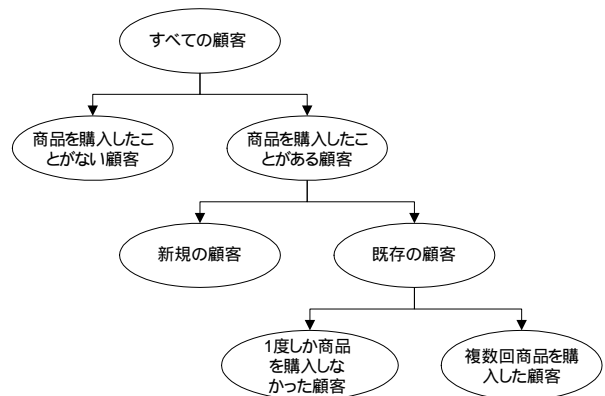 すべての顧客
商品を購入したこ
とがない顧客
商品を購入したこ
とがある顧客
新規の顧客
既存の顧客
1度しか商品
を購入しな
かった顧客
複数回商品を購
入した顧客